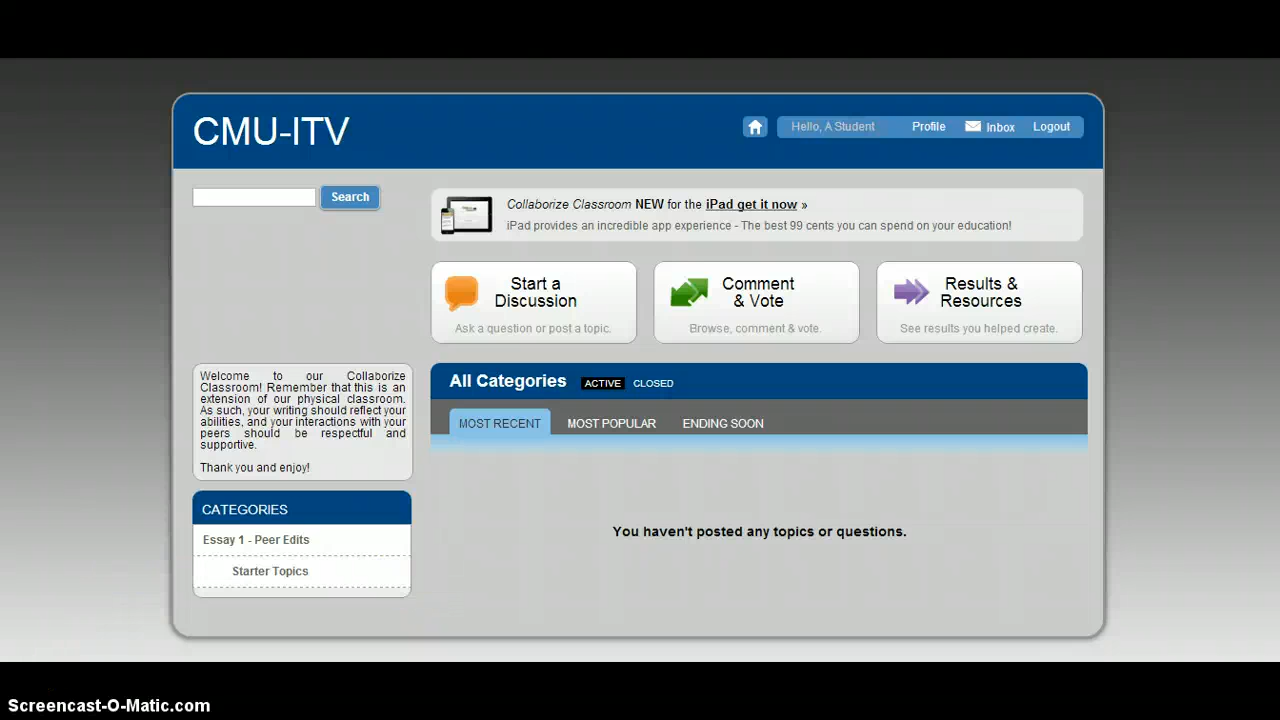 CMU-ITV
Hello, A Student Profile Inbox Logout
Search
Collaborize Classroom NEW for the iPad get it now »
iPad provides an incredible app experience - The best 99 cents you can spend on your education!
Start a
Discussion
Ask a question or post a topic.
Comment
& Vote
Browse, comment & vote.
Results &
Resources
See results you helped create.
Welcome to our Collaborize
Classroom! Remember that this is an
extension of our physical classroom.
As such, your writing should reflect your
abilities, and your interactions with your
peers should be respectful and
supportive.
Thank you and enjoy!
CATEGORIES
Essay 1 - Peer Edits
Starter Topics
All Categories ACTIVE CLOSED
MOST RECENT MOST POPULAR ENDING SOON
You haven't posted any topics or questions.
Screencast-O-Matic.com